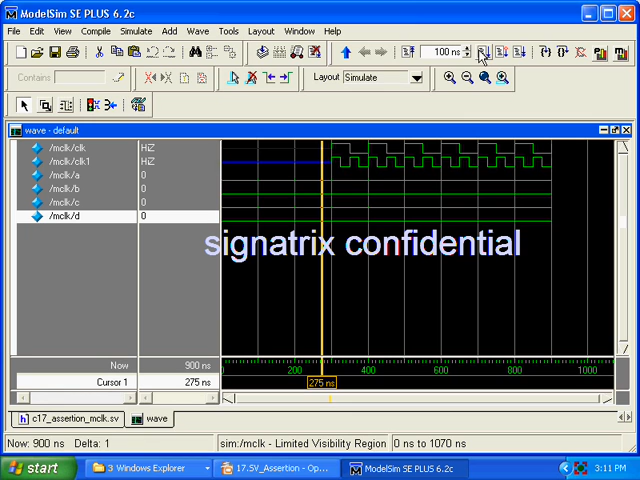 ModelSim SE PLUS 6.2c
File Edit View Compile Simulate Add Wave Tools Layout Window Help
100 ns
Contains Layout Simulate
wave - default
/mclk/clk HiZ
/mclk/clk1 HiZ
/mclk/a 0
/mclk/b 0
/mclk/c 0
/mclk/d 0
signatrix confidential
Now 900 ns 200 400 600 800 1000
Cursor 1 275 ns 275 ns
c17_assertion_mclk.sv wave
Now: 900 ns Delta: 1 sim:/mclk - Limited Visibility Region 0 ns to 1070 ns
start 3 Windows Explorer 17.SV_Assertion - Ope... ModelSim SE PLUS 6.2c 3:11 PM